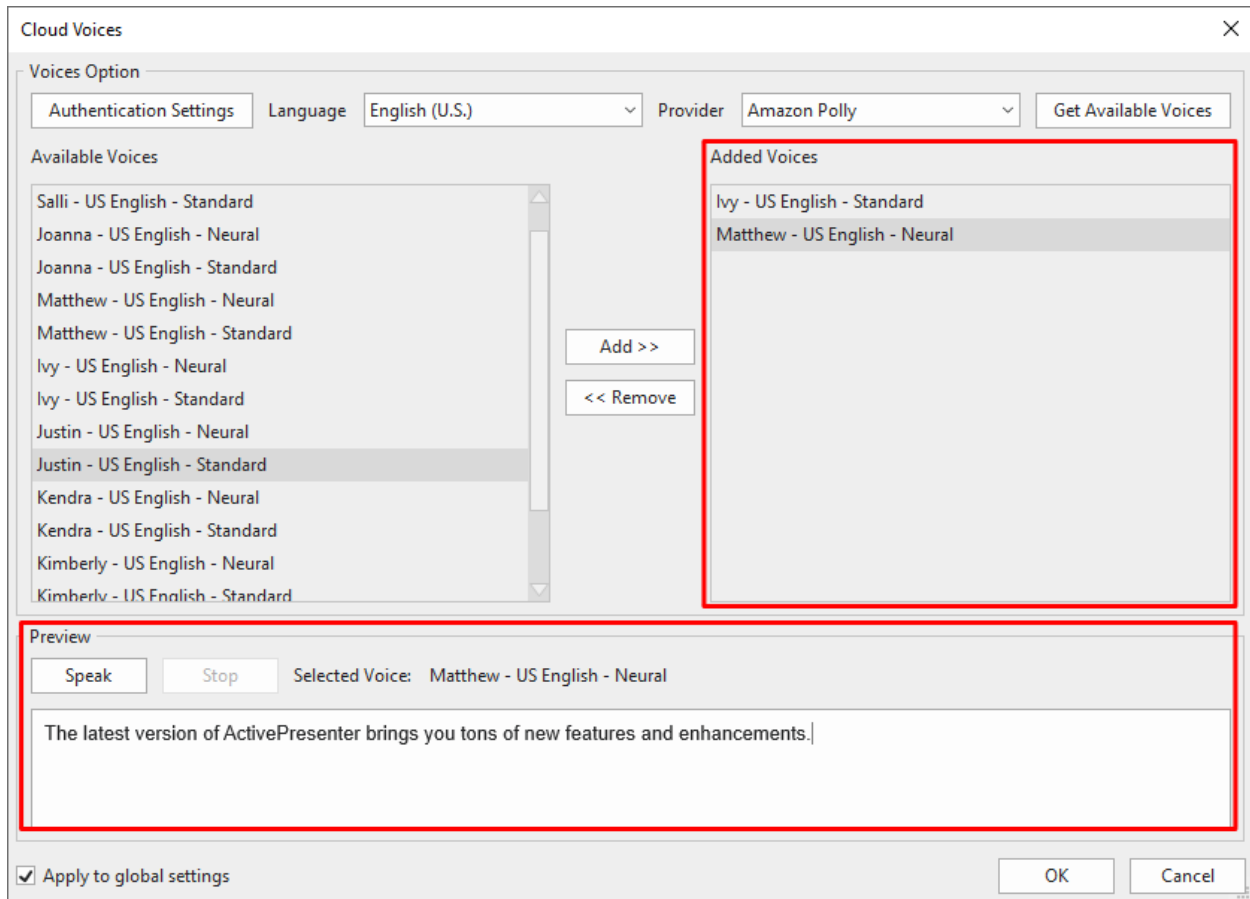 Cloud Voices
Voices Option
Authentication Settings Language English (U.S.) Provider Amazon Polly Get Available Voices
Available Voices
Salli - US English - Standard
Joanna - US English - Neural
Joanna - US English - Standard
Matthew - US English - Neural
Matthew - US English - Standard
Ivy - US English - Neural
Ivy - US English - Standard
Justin - US English - Neural
Justin - US English - Standard
Kendra - US English - Neural
Kendra - US English - Standard
Kimberly - US English - Neural
Kimberly - US English - Standard
Add >>
<< Remove
Added Voices
Ivy - US English - Standard
Matthew - US English - Neural
Preview
Speak Stop Selected Voice: Matthew - US English - Neural
The latest version of ActivePresenter brings you tons of new features and enhancements.
Apply to global settings OK Cancel